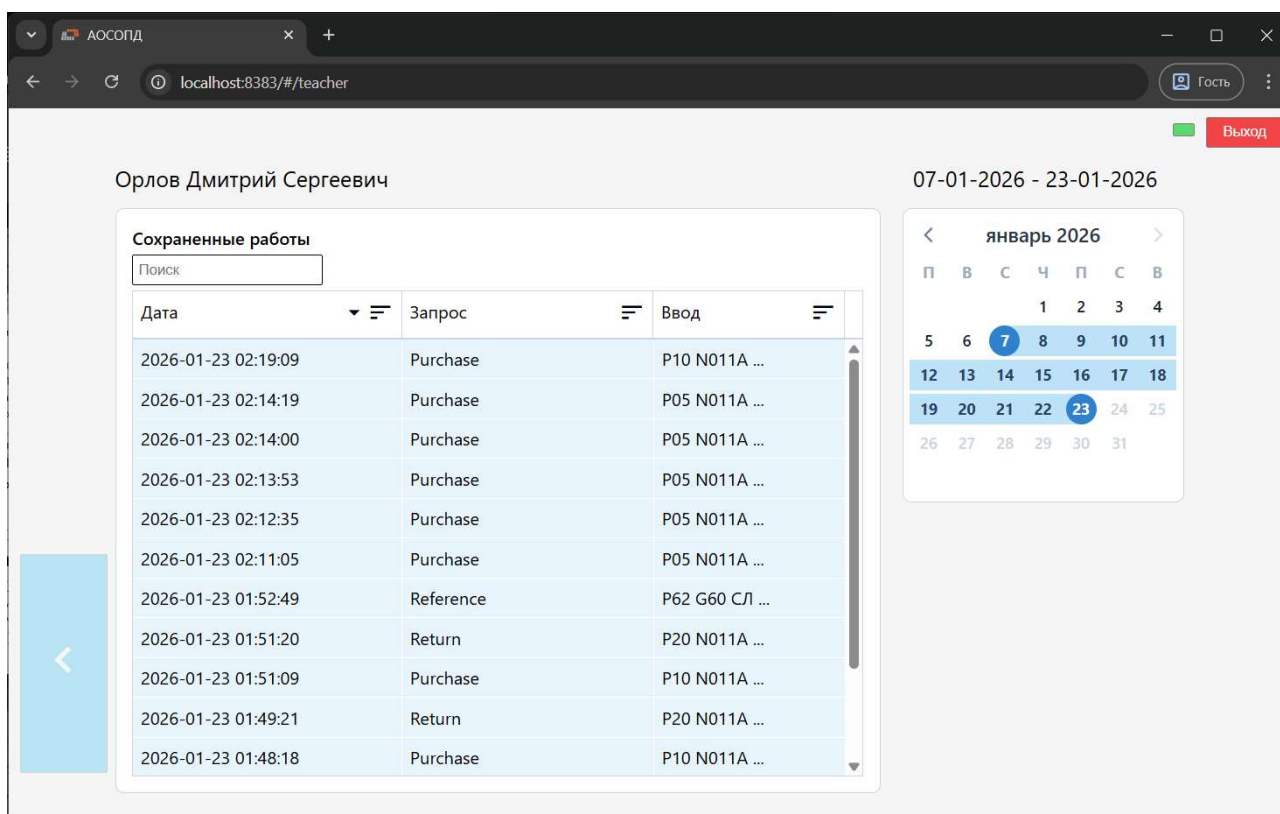 АОСОПД
localhost:8383/#/teacher
Гость
Выход
Орлов Дмитрий Сергеевич
07-01-2026 - 23-01-2026
Сохраненные работы
Поиск
Дата Запрос Ввод
2026-01-23 02:19:09 Purchase P10 N011A ...
2026-01-23 02:14:19 Purchase P05 N011A ...
2026-01-23 02:14:00 Purchase P05 N011A ...
2026-01-23 02:13:53 Purchase P05 N011A ...
2026-01-23 02:12:35 Purchase P05 N011A ...
2026-01-23 02:11:05 Purchase P05 N011A ...
2026-01-23 01:52:49 Reference P62 G60 СЛ ...
2026-01-23 01:51:20 Return P20 N011A ...
2026-01-23 01:51:09 Purchase P10 N011A ...
2026-01-23 01:49:21 Return P20 N011A ...
2026-01-23 01:48:18 Purchase P10 N011A ...
январь 2026
П В С Ч П С В
1 2 3 4
5 6 7 8 9 10 11
12 13 14 15 16 17 18
19 20 21 22 23 24 25
26 27 28 29 30 31